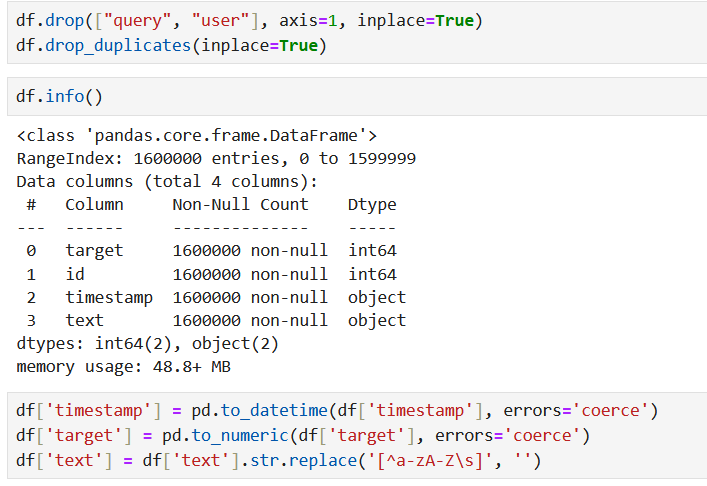 df.drop(["query", "user"], axis=1, inplace=True)
df.drop_duplicates(inplace=True)
df.info()
<class 'pandas.core.frame.DataFrame'>
RangeIndex: 1600000 entries, 0 to 1599999
Data columns (total 4 columns):
 #   Column     Non-Null Count    Dtype
---  ------     --------------    -----
 0   target     1600000 non-null  int64
 1   id         1600000 non-null  int64
 2   timestamp  1600000 non-null  object
 3   text       1600000 non-null  object
dtypes: int64(2), object(2)
memory usage: 48.8+ MB
df['timestamp'] = pd.to_datetime(df['timestamp'], errors='coerce')
df['target'] = pd.to_numeric(df['target'], errors='coerce')
df['text'] = df['text'].str.replace('[^a-zA-Z\s]', '')